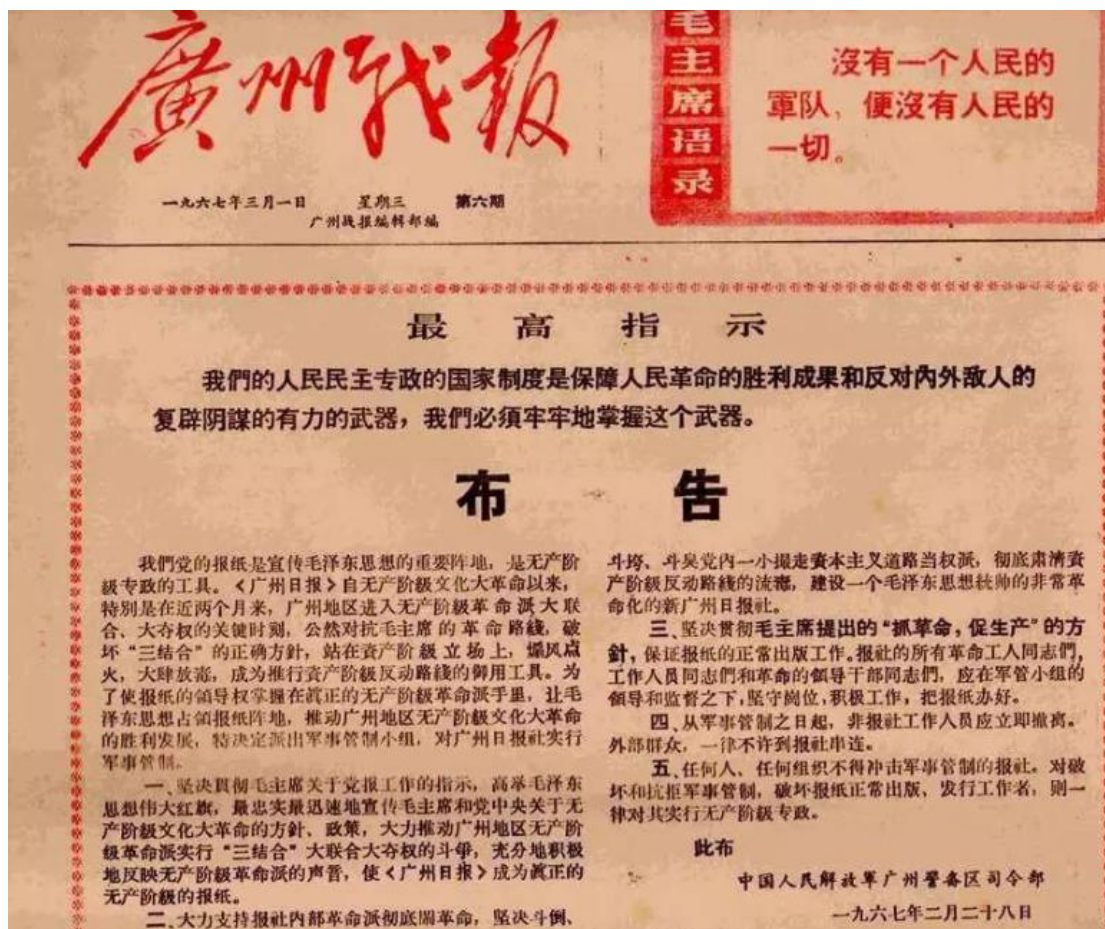 廣州战报
一九六七年三月一日 星期三 第六期
广州战报编辑部编
毛主席语录
沒有一个人民的
軍队，便沒有人民的
一切。
最高指示
我們的人民民主专政的国家制度是保障人民革命的胜利成果和反对內外敌人的
复辟阴謀的有力的武器，我們必須牢牢地掌握这个武器。
布告
我們党的报纸是宣传毛泽东思想的重要阵地，是无产阶
級专政的工具。《广州日报》自无产阶級文化大革命以来，
特別是在近两个月来，广州地区进入无产阶級革命派大联
合、大夺权的关键时刻，公然对抗毛主席的革命路綫，破
坏“三结合”的正确方針，站在資产阶級立场上，煽风点
火，大肆放毒，成为推行資产阶級反动路綫的御用工具。为
了使报纸的領导权掌握在眞正的无产阶級革命派手里，让毛
泽东思想占領报纸阵地，推动广州地区无产阶級文化大革命
的胜利发展，特决定派出军事管制小组，对广州日报社实行
军事管制。
一、坚决貫彻毛主席关于党报工作的指示，高举毛泽东
思想伟大红旗，最忠实最迅速地宣传毛主席和党中央关于无
产阶級文化大革命的方針、政策，大力推动广州地区无产阶
級革命派实行“三结合”大联合大夺权的斗爭，充分地积极
地反映无产阶級革命派的声音，使《广州日报》成为眞正的
无产阶級的报纸。
二、大力支持报社內部革命派彻底閙革命，坚决斗倒、
斗垮、斗臭党內一小撮走資本主义道路当权派，彻底肃清資
产阶級反动路綫的流毒，建设一个毛泽东思想挂帅的非常革
命化的新广州日报社。
三、坚决贯彻毛主席提出的“抓革命，促生产”的方
針，保证报纸的正常出版工作。报社的所有革命工人同志們，
工作人員同志們和革命的領导干部同志們，应在军管小组的
領导和监督之下，坚守崗位，积极工作，把报纸办好。
四、从军事管制之日起，非报社工作人員应立即撤离。
外部群众，一律不许到报社串连。
五、任何人、任何组织不得冲击军事管制的报社。对破
坏和抗拒军事管制，破坏报纸正常出版、发行工作者，则一
律对其实行无产阶級专政。
此布
中国人民解放军广州警备区司令部
一九六七年二月二十八日